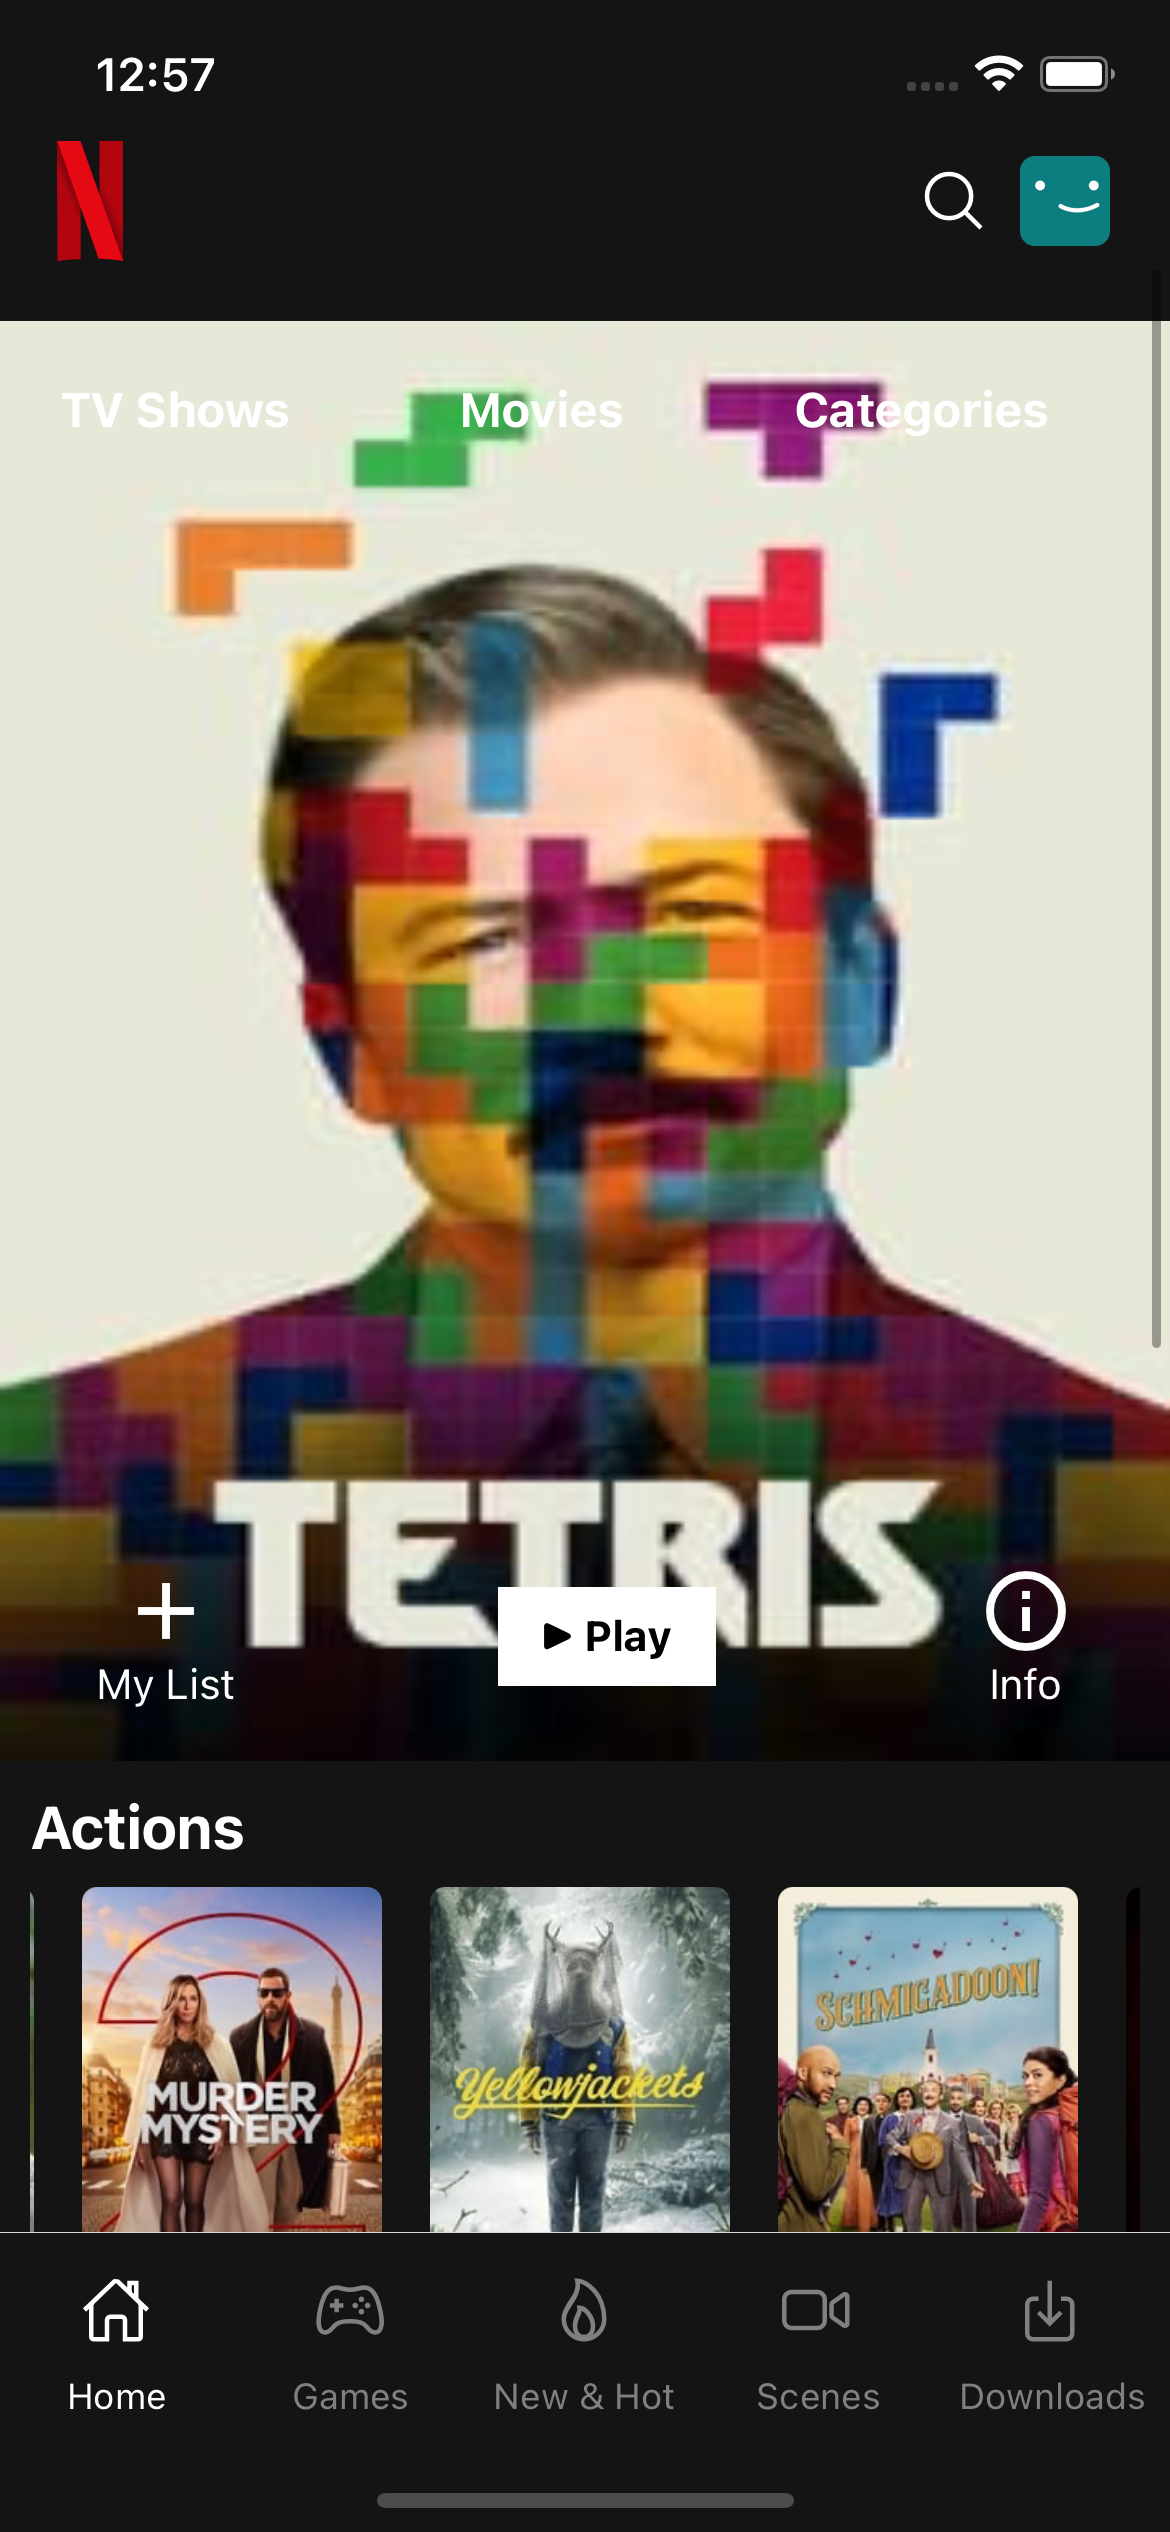 12:57
N
TV Shows Movies Categories
TETRIS
My List
Play
Info
Actions
MURDER
MYSTERY
2
Yellowjackets
SCHMIGADOON!
Home Games New & Hot Scenes Downloads